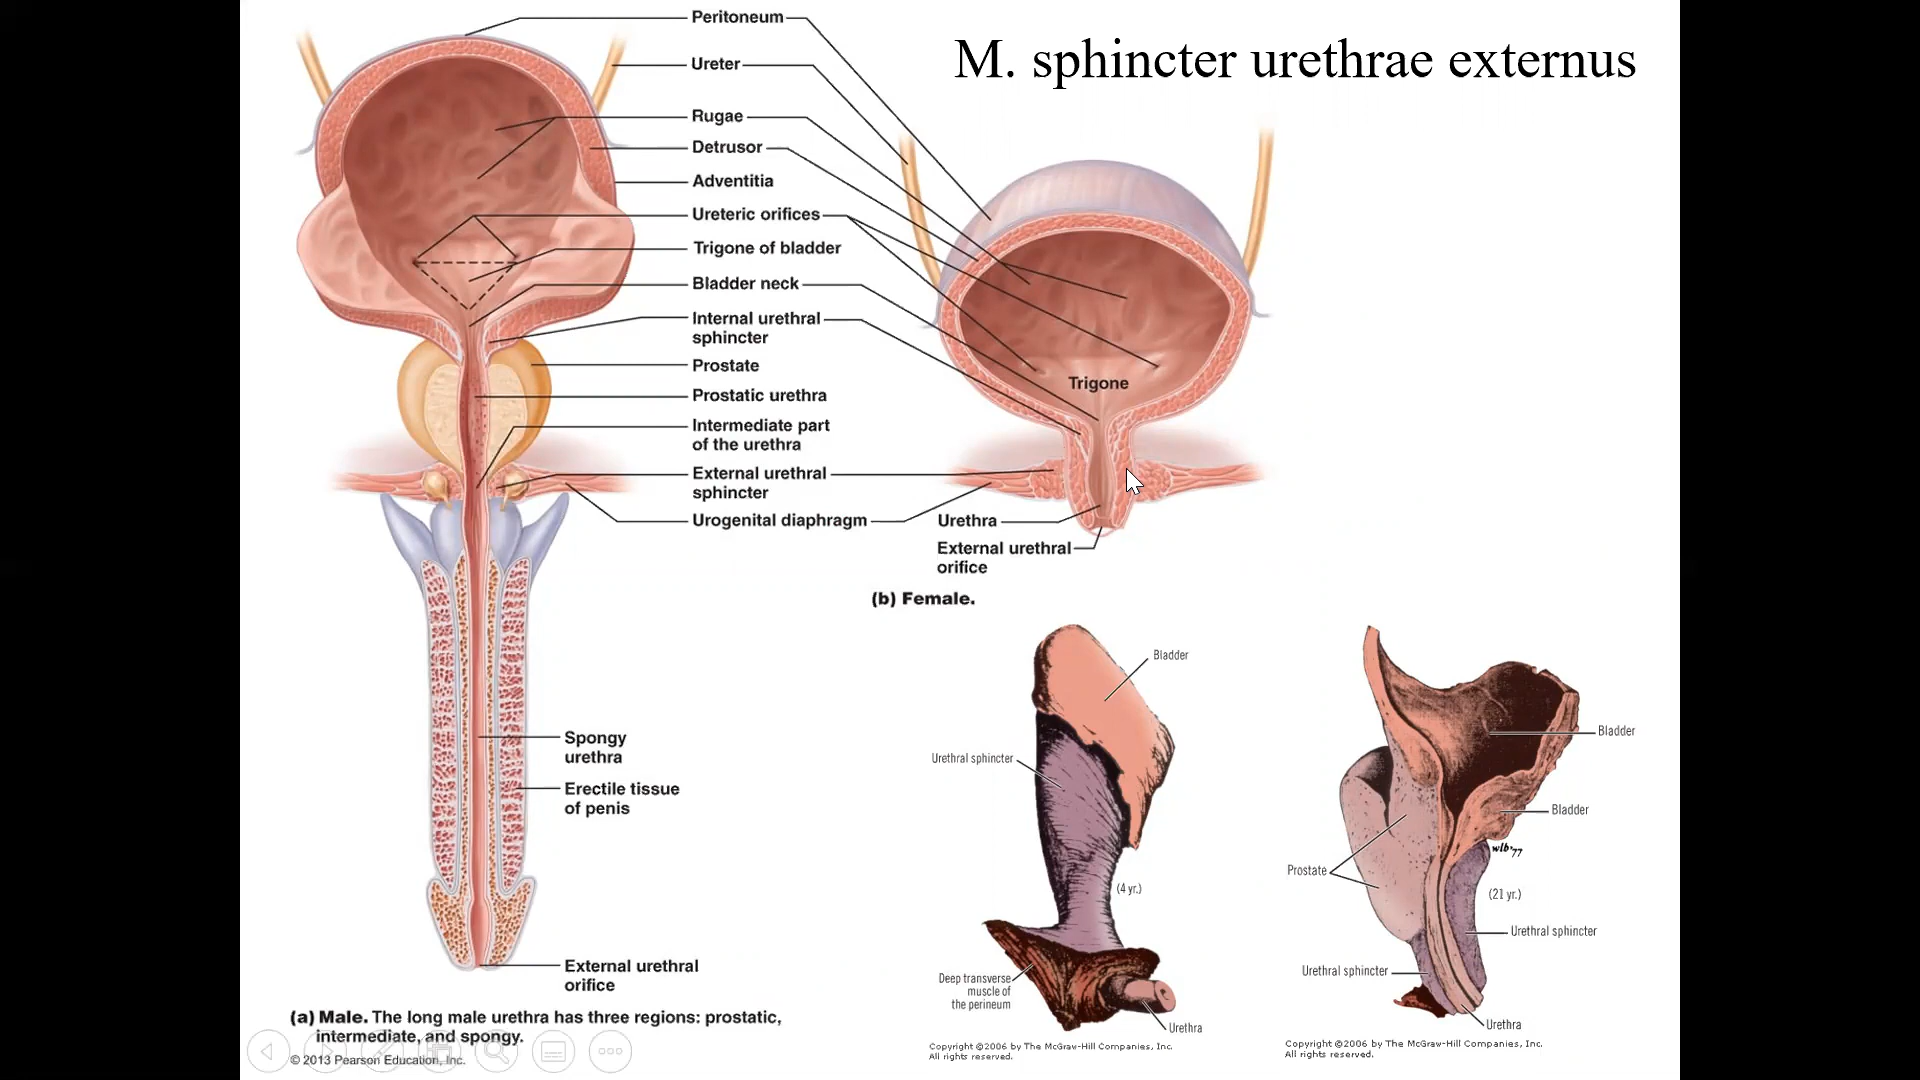 M. sphincter urethrae externus
Peritoneum
Ureter
Rugae
Detrusor
Adventitia
Ureteric orifices
Trigone of bladder
Bladder neck
Internal urethral
sphincter
Prostate
Prostatic urethra
Intermediate part
of the urethra
External urethral
sphincter
Urogenital diaphragm
Trigone
Urethra
External urethral
orifice
(b) Female.
Spongy
urethra
Erectile tissue
of penis
External urethral
orifice
(a) Male. The long male urethra has three regions: prostatic,
intermediate, and spongy.
© 2013 Pearson Education, Inc.
Bladder
Urethral sphincter
(4 yr.)
Deep transverse
muscle of
the perineum
Urethra
Copyright ©2006 by The McGraw-Hill Companies, Inc.
All rights reserved.
Bladder
Bladder
wlb·77
Prostate
(21 yr.)
Urethral sphincter
Urethral sphincter
Urethra
Copyright ©2006 by The McGraw-Hill Companies, Inc.
All rights reserved.